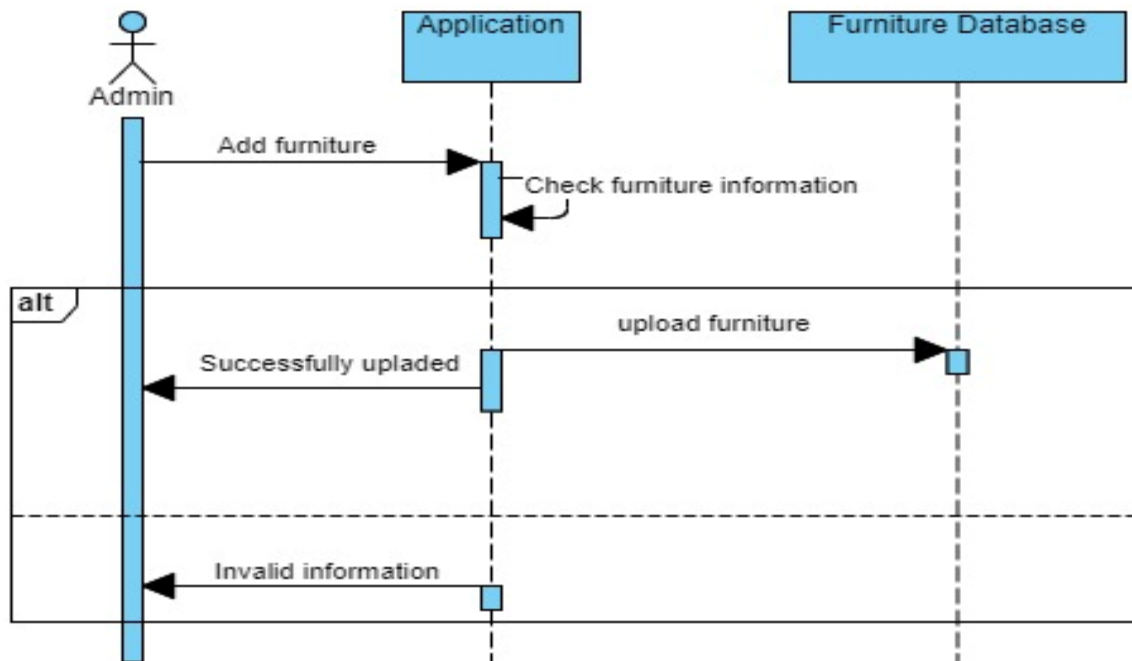 Application
Furniture Database
Admin
Add furniture
Check furniture information
alt
upload furniture
Successfully upladed
Invalid information